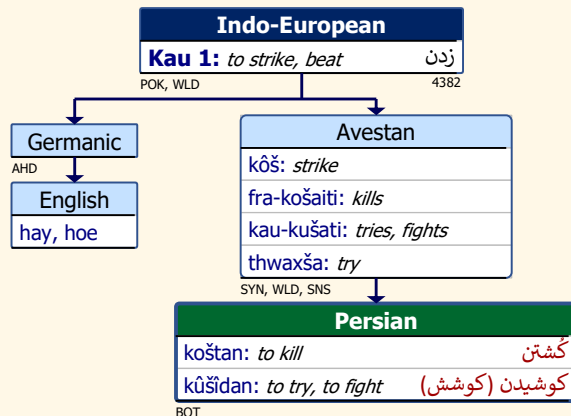 Indo-European
Kau 1: to strike, beat زدن
POK, WLD 4382
Germanic
AHD
English
hay, hoe
Avestan
kôš: strike
fra-košaiti: kills
kau-kušati: tries, fights
thwaxša: try
SYN, WLD, SNS
Persian
koštan: to kill کُشتن
kûšîdan: to try, to fight کوشیدن (کوشش)
BOT